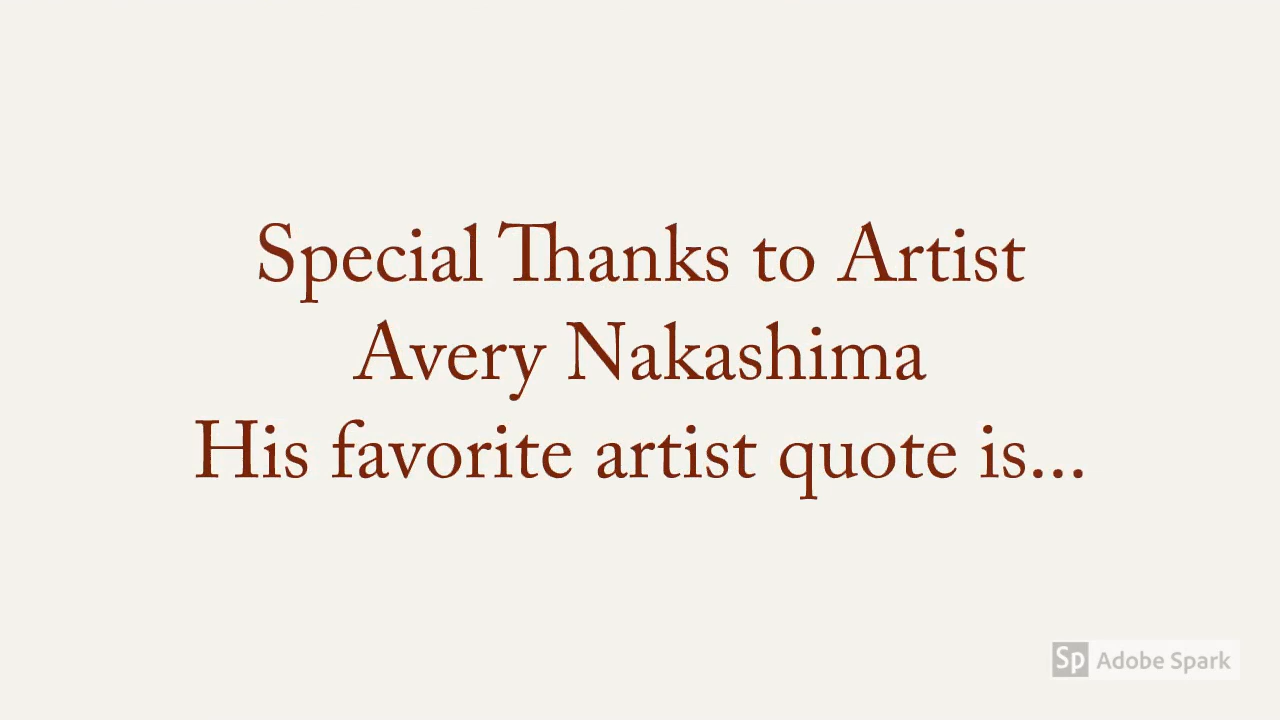 Special Thanks to Artist
Avery Nakashima
His favorite artist quote is...
Sp Adobe Spark